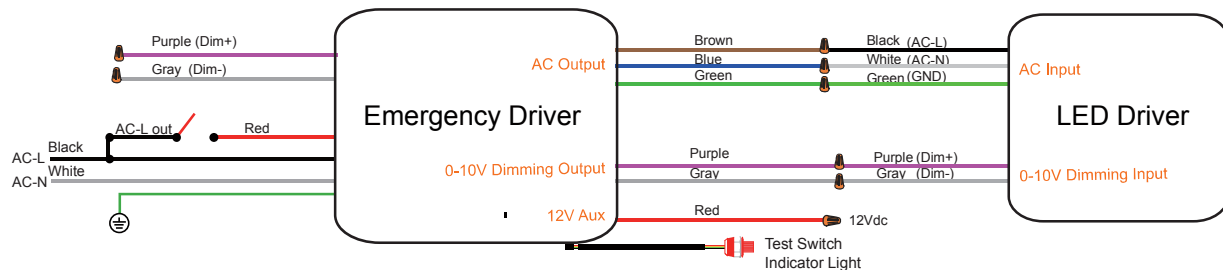 Purple (Dim+)
Gray (Dim-)
AC-L out
Red
Black
AC-L
White
AC-N
Emergency Driver
AC Output
0-10V Dimming Output
12V Aux
Brown
Black (AC-L)
Blue
White (AC-N)
Green
Green (GND)
Purple
Purple (Dim+)
Gray
Gray (Dim-)
Red
12Vdc
Test Switch
Indicator Light
AC Input
LED Driver
0-10V Dimming Input